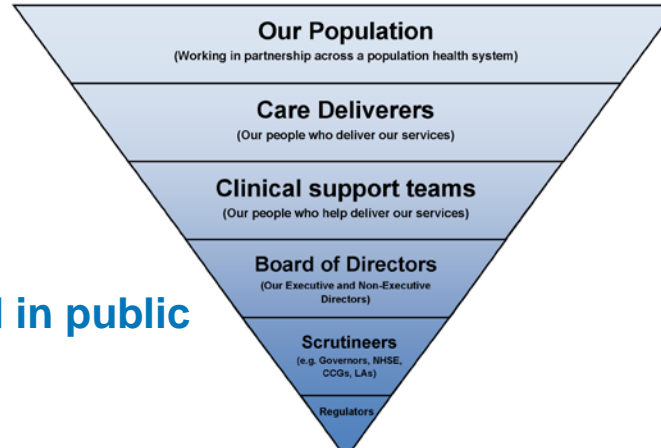 Our Population
(Working in partnership across a population health system)
Care Deliverers
(Our people who deliver our services)
Clinical support teams
(Our people who help deliver our services)
Board of Directors
(Our Executive and Non-Executive
Directors)
in public
Scrutineers
(e.g. Governors, NHSE,
CCGs, LAs)
Regulators